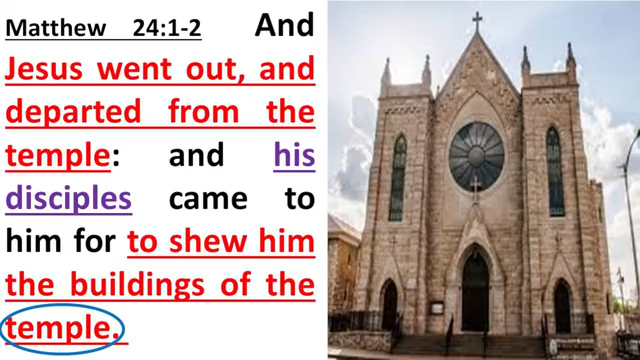 Matthew 24:1-2 And
Jesus went out, and
departed from the
temple: and his
disciples came to
him for to shew him
the buildings of the
temple.